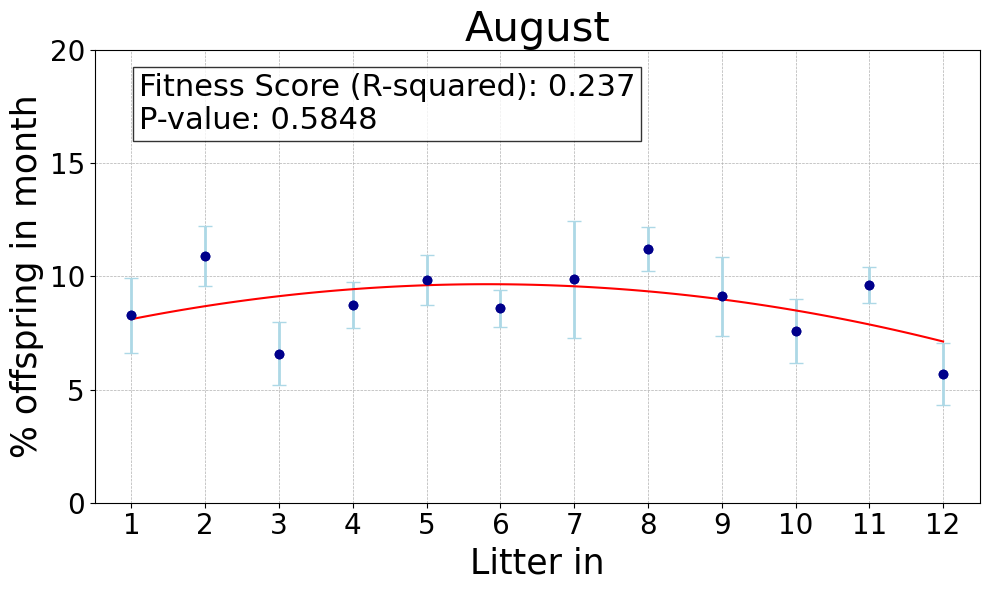 August
Fitness Score (R-squared): 0.237
P-value: 0.5848
% offspring in month
20
15
10
5
0
1 2 3 4 5 6 7 8 9 10 11 12
Litter in